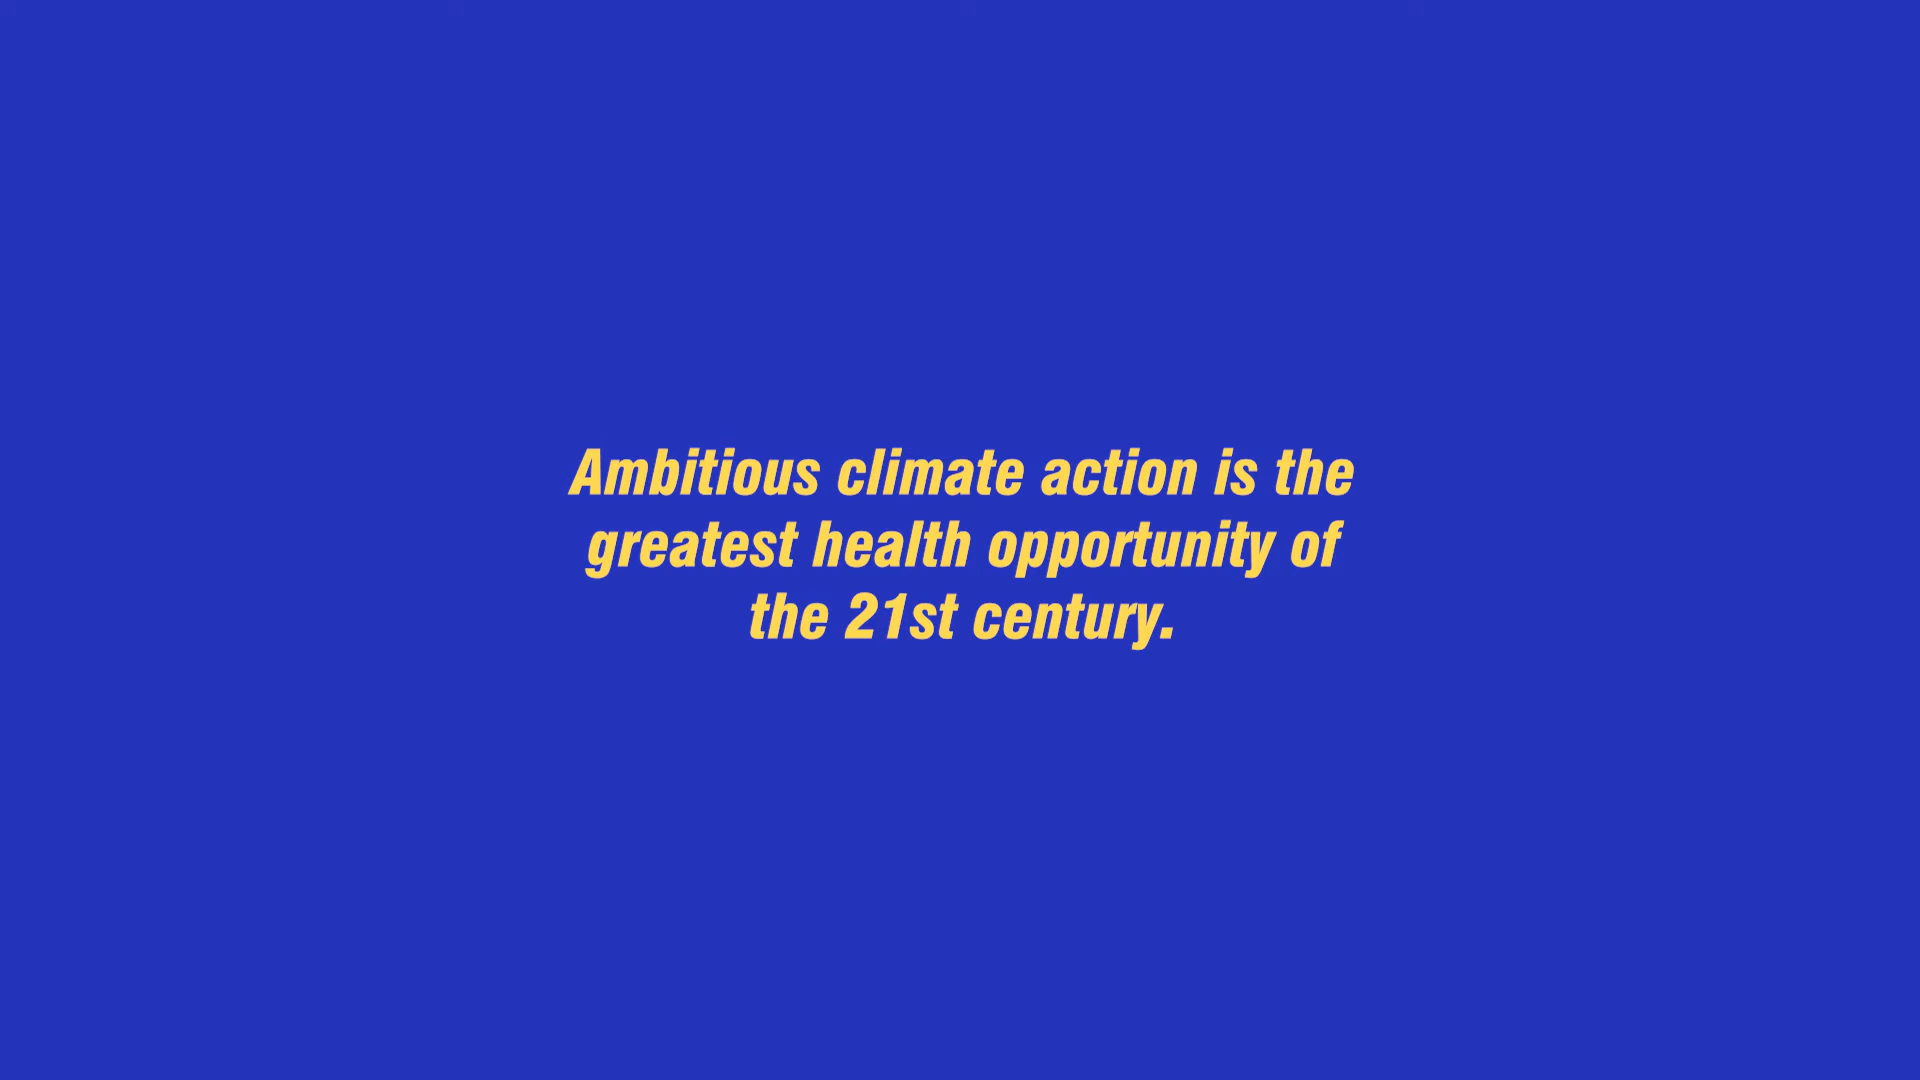 Ambitious climate action is the
greatest health opportunity of
the 21st century.